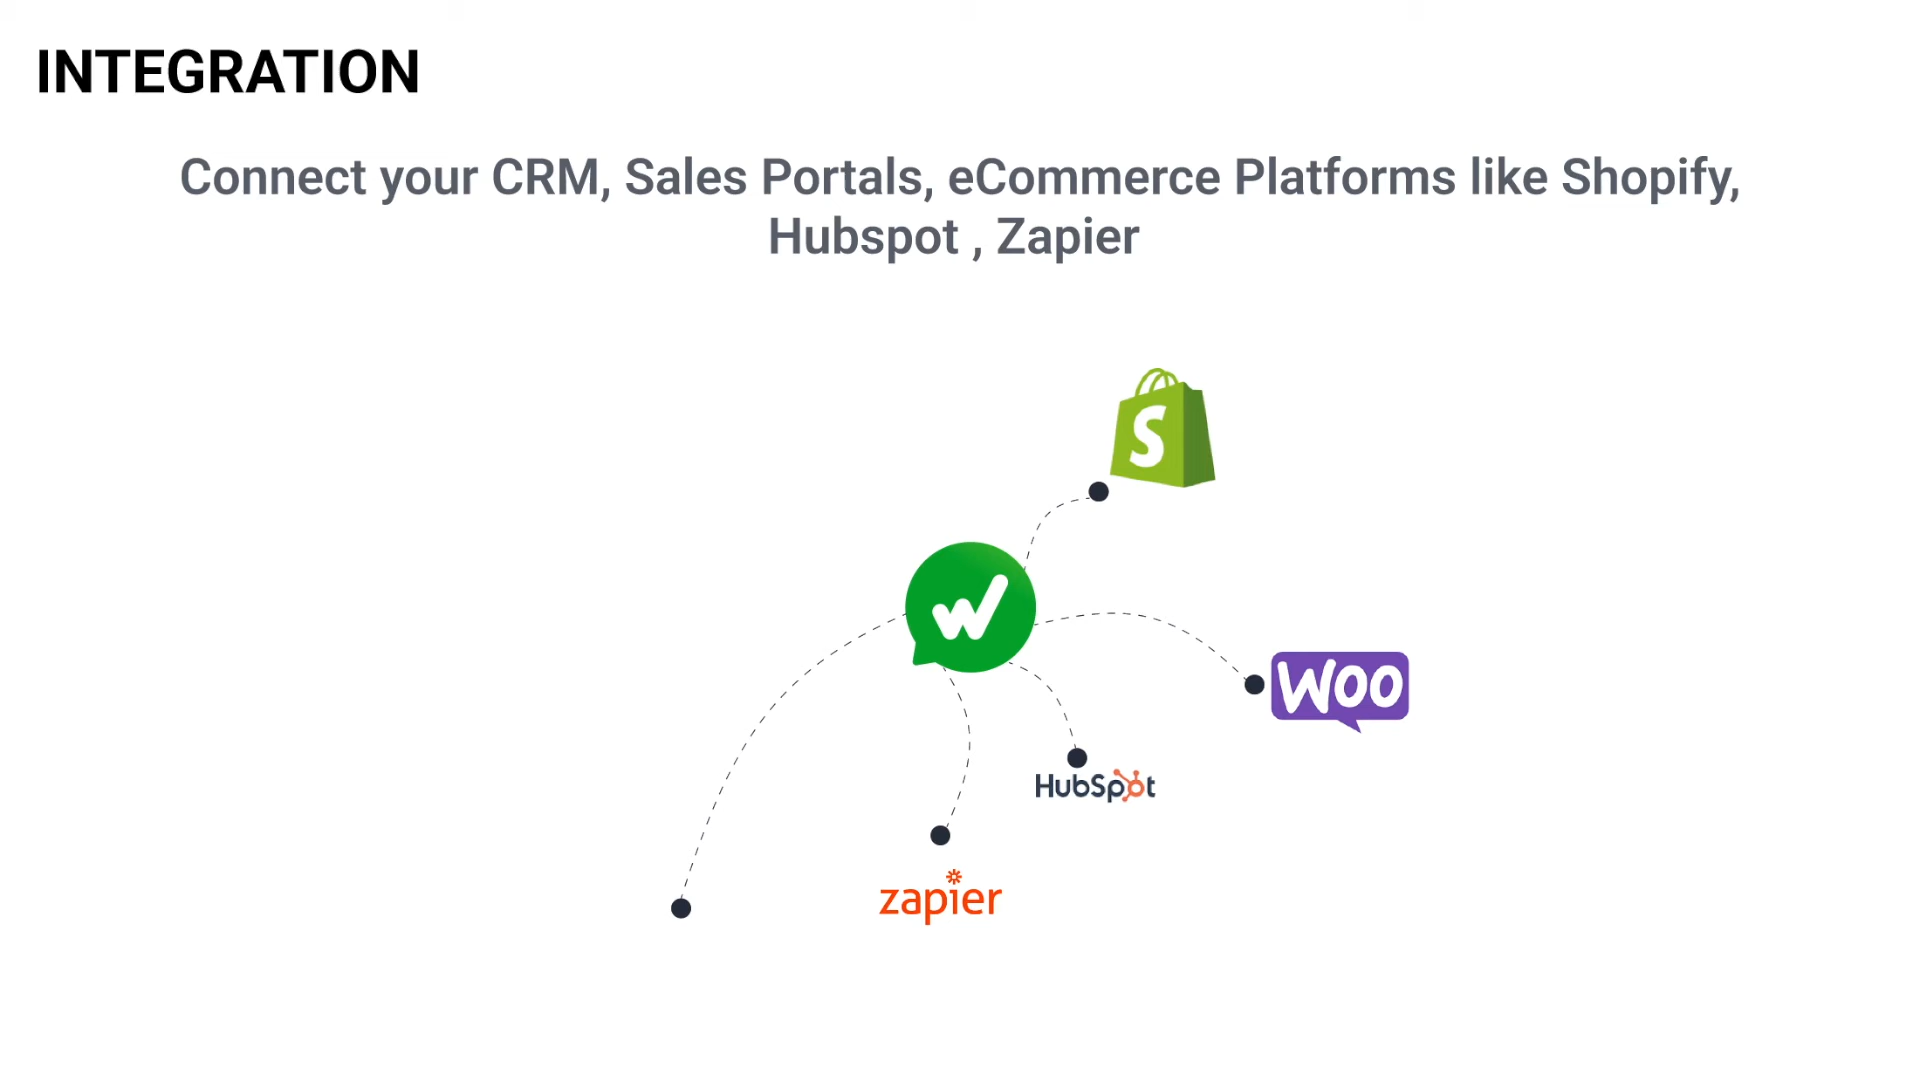 INTEGRATION
Connect your CRM, Sales Portals, eCommerce Platforms like Shopify,
Hubspot , Zapier
S
W
WOO
HubSpot
zapier